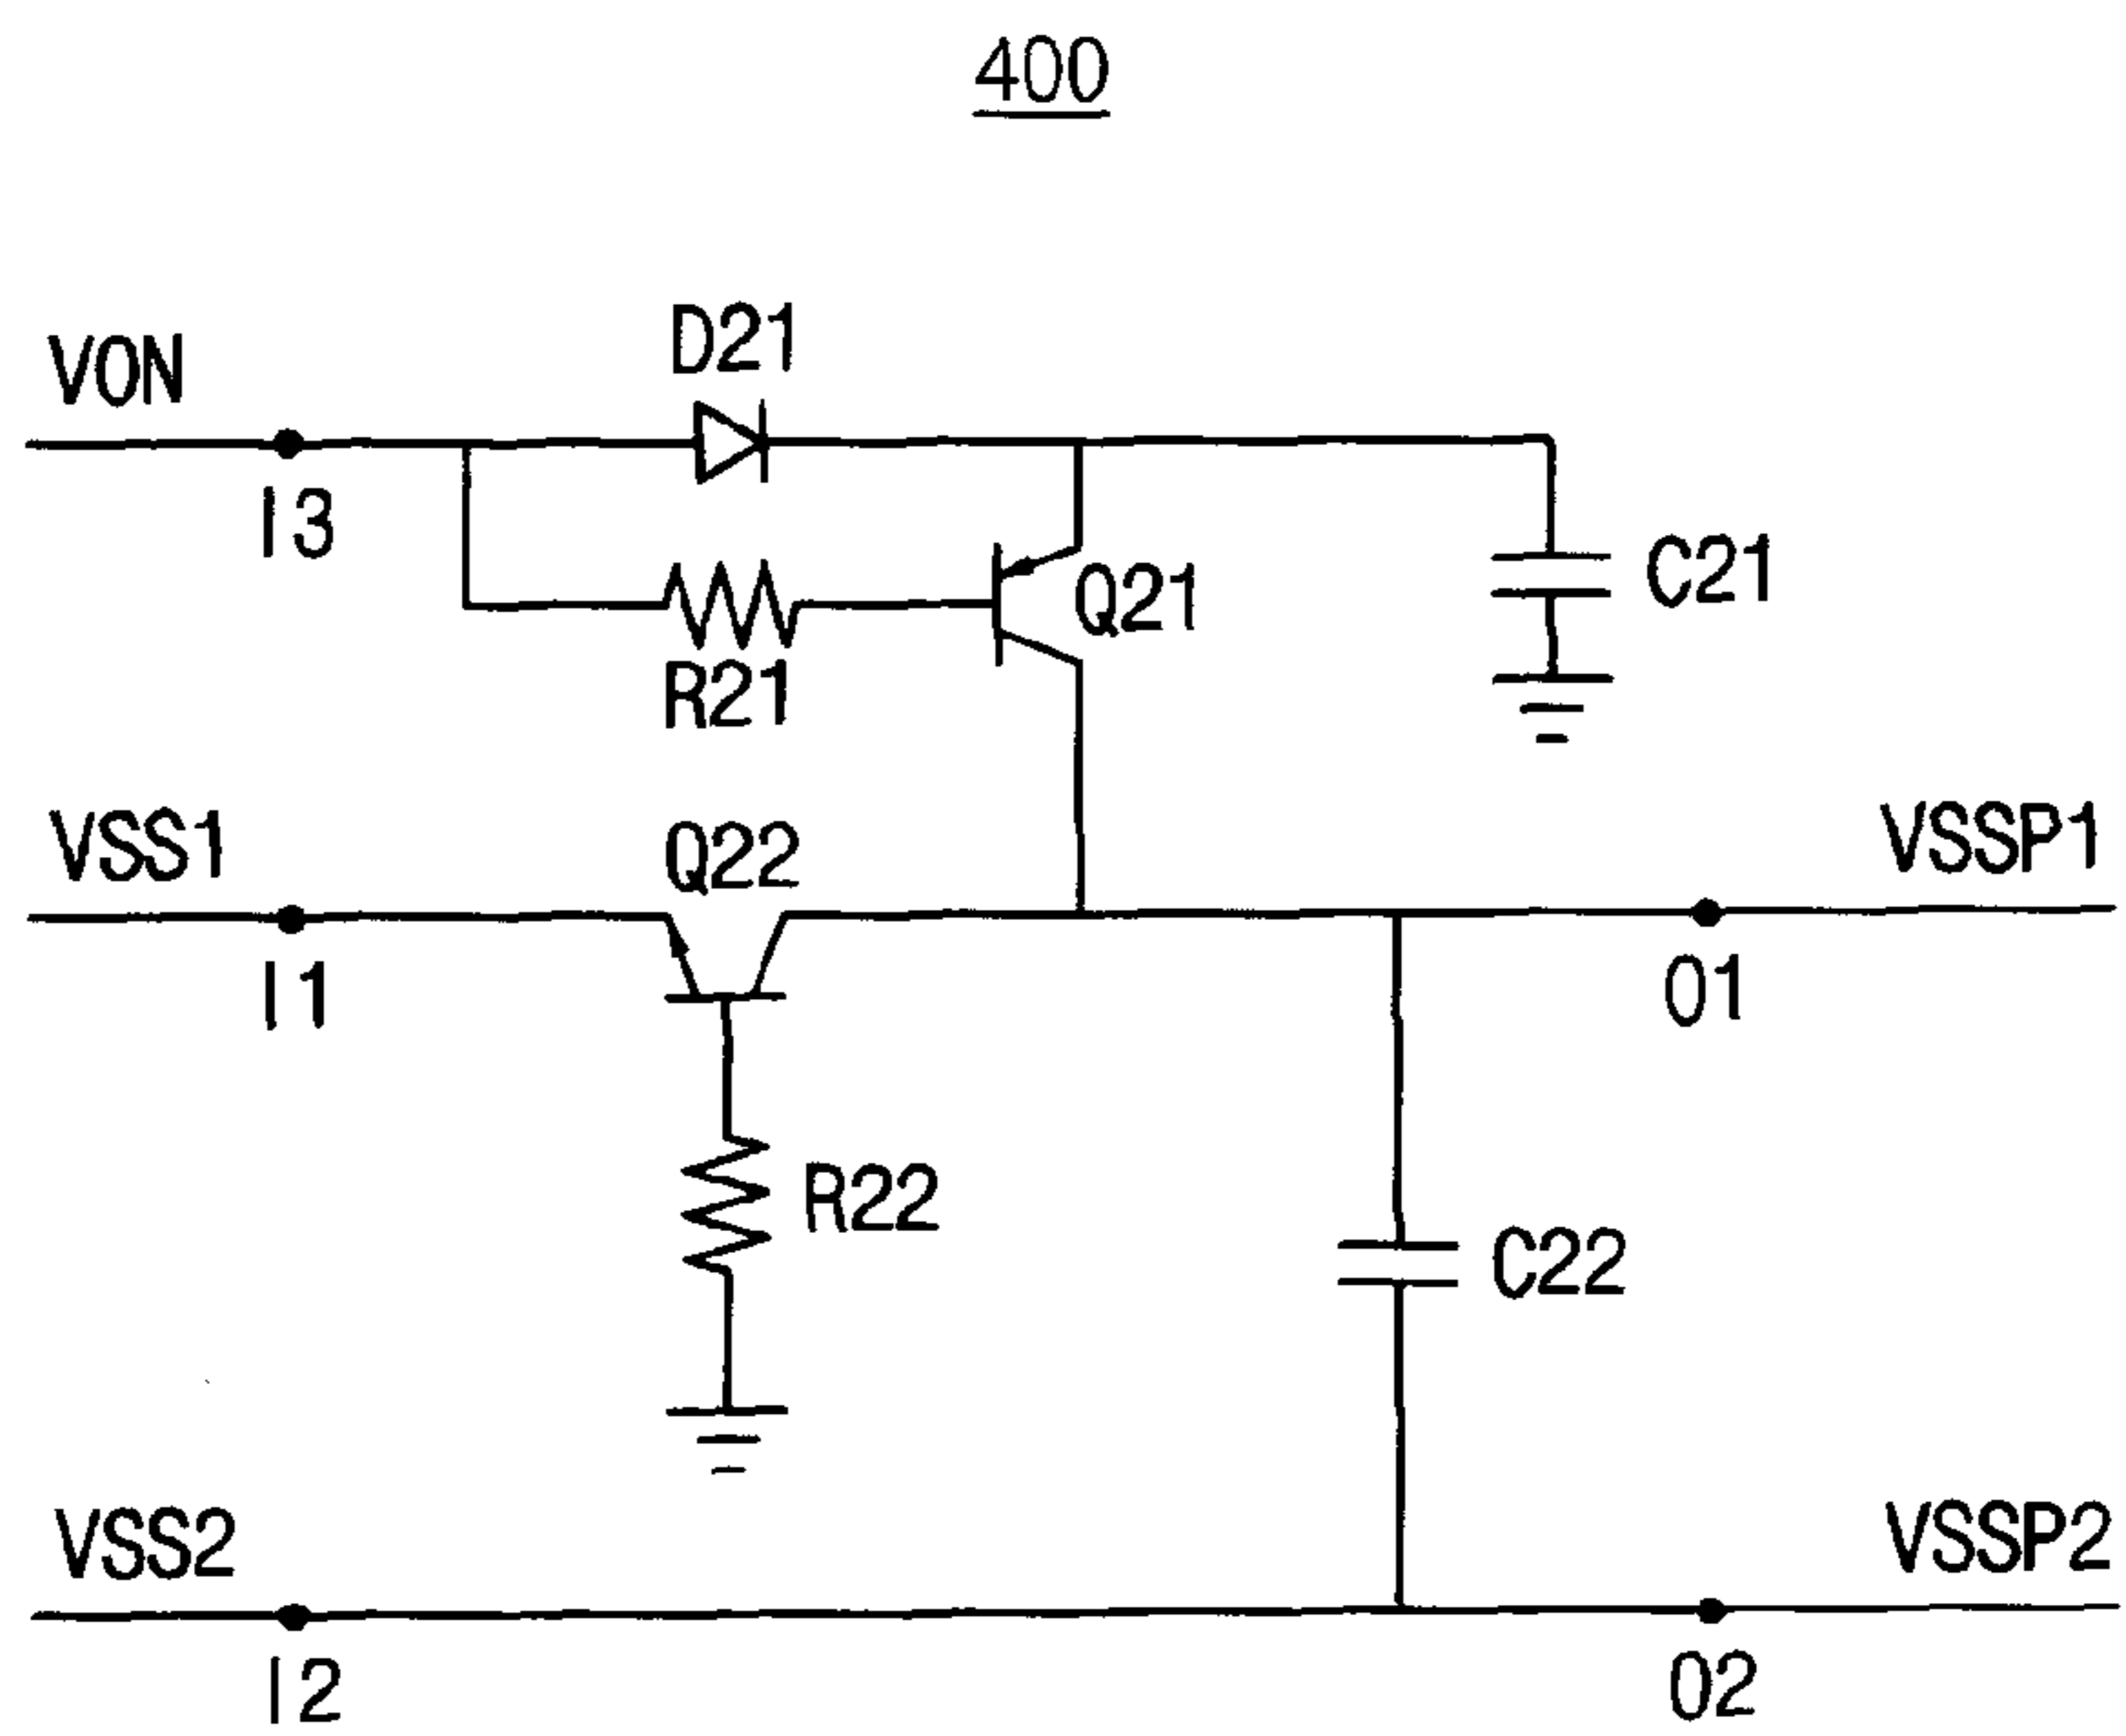 400
D21
VON
I3
Q21
C21
R21
VSS1
Q22
VSSP1
I1
O1
R22
C22
VSS2
VSSP2
I2
O2